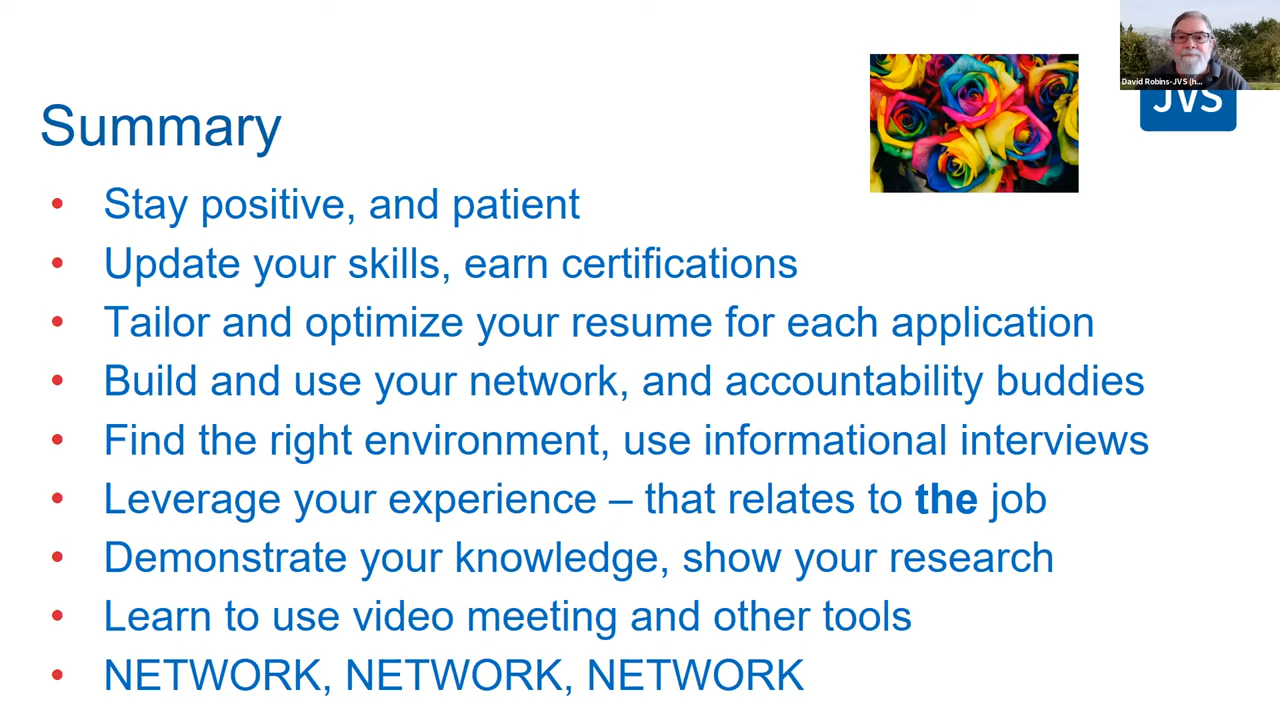 David Robins-JVS (h...
JVS
Summary
• Stay positive, and patient
• Update your skills, earn certifications
• Tailor and optimize your resume for each application
• Build and use your network, and accountability buddies
• Find the right environment, use informational interviews
• Leverage your experience – that relates to the job
• Demonstrate your knowledge, show your research
• Learn to use video meeting and other tools
• NETWORK, NETWORK, NETWORK